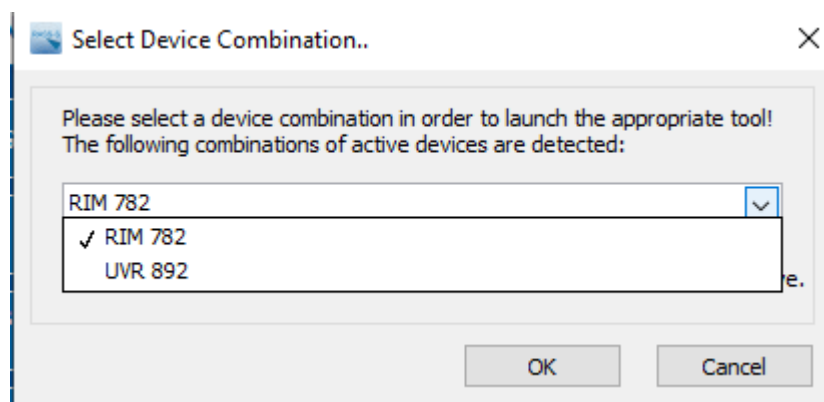 Select Device Combination..
Please select a device combination in order to launch the appropriate tool!
The following combinations of active devices are detected:
RIM 782
✓ RIM 782
UVR 892
OK
Cancel